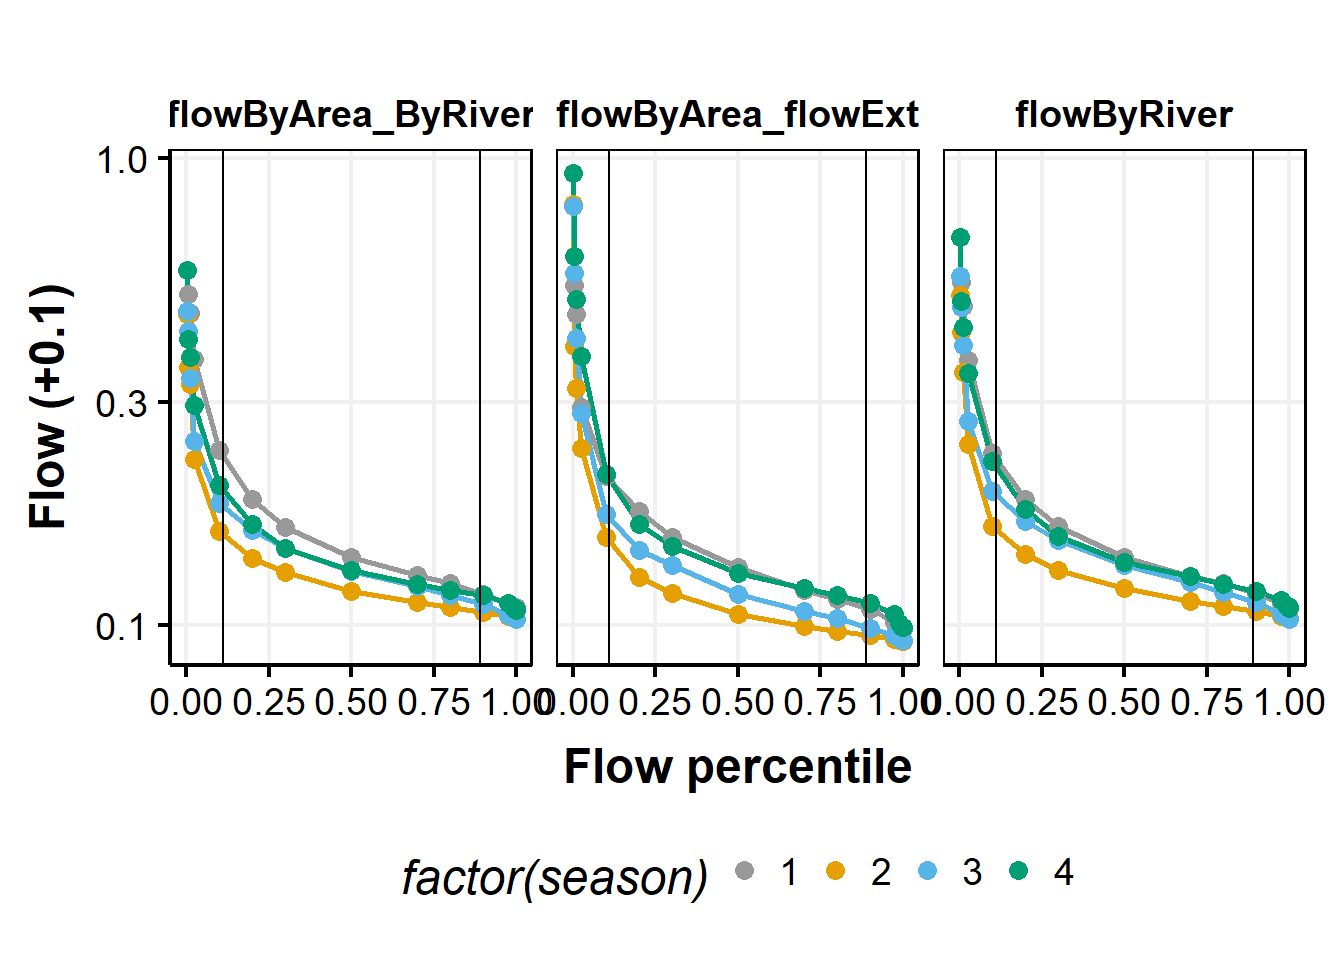 flowByArea_ByRiver flowByArea_flowExt flowByRiver
1.0
0.3
0.1
Flow (+0.1)
0.00 0.25 0.50 0.75 1.00 0.00 0.25 0.50 0.75 1.00 0.00 0.25 0.50 0.75 1.00
Flow percentile
factor(season) 1 2 3 4